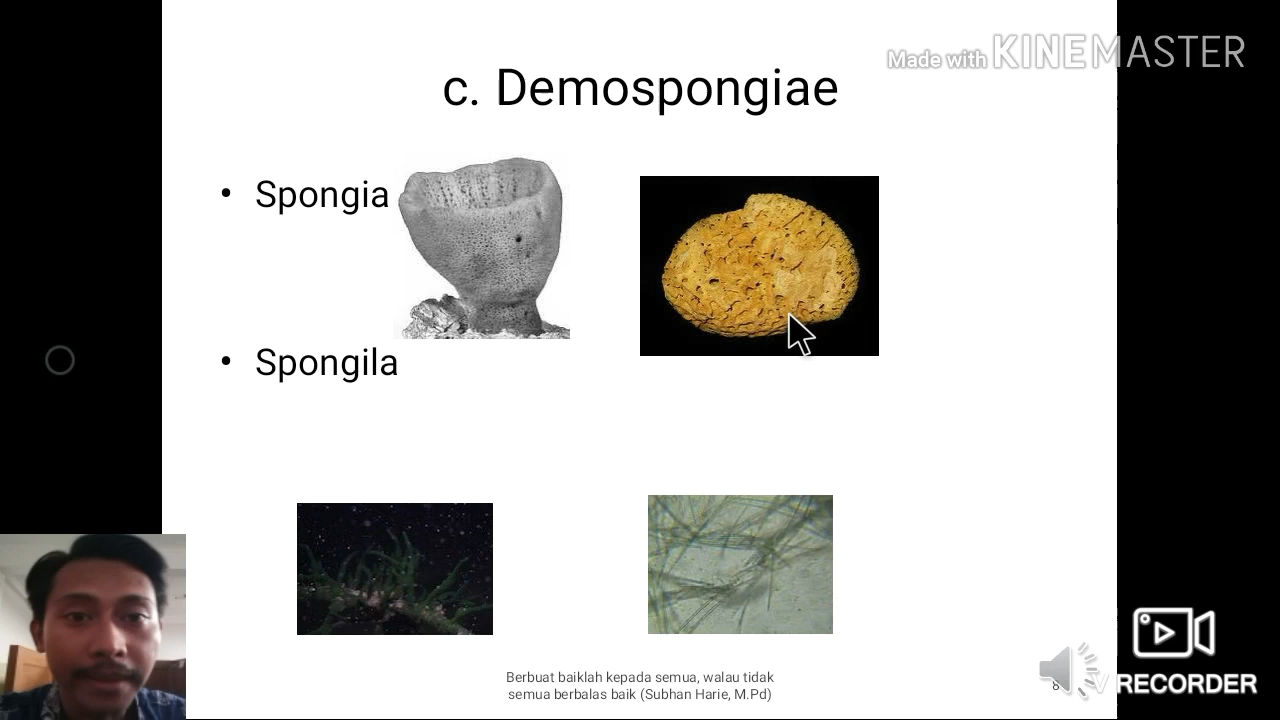 Made with KINEMASTER
c. Demospongiae
• Spongia
• Spongila
Berbuat baiklah kepada semua, walau tidak
semua berbalas baik (Subhan Harie, M.Pd)
8
V RECORDER